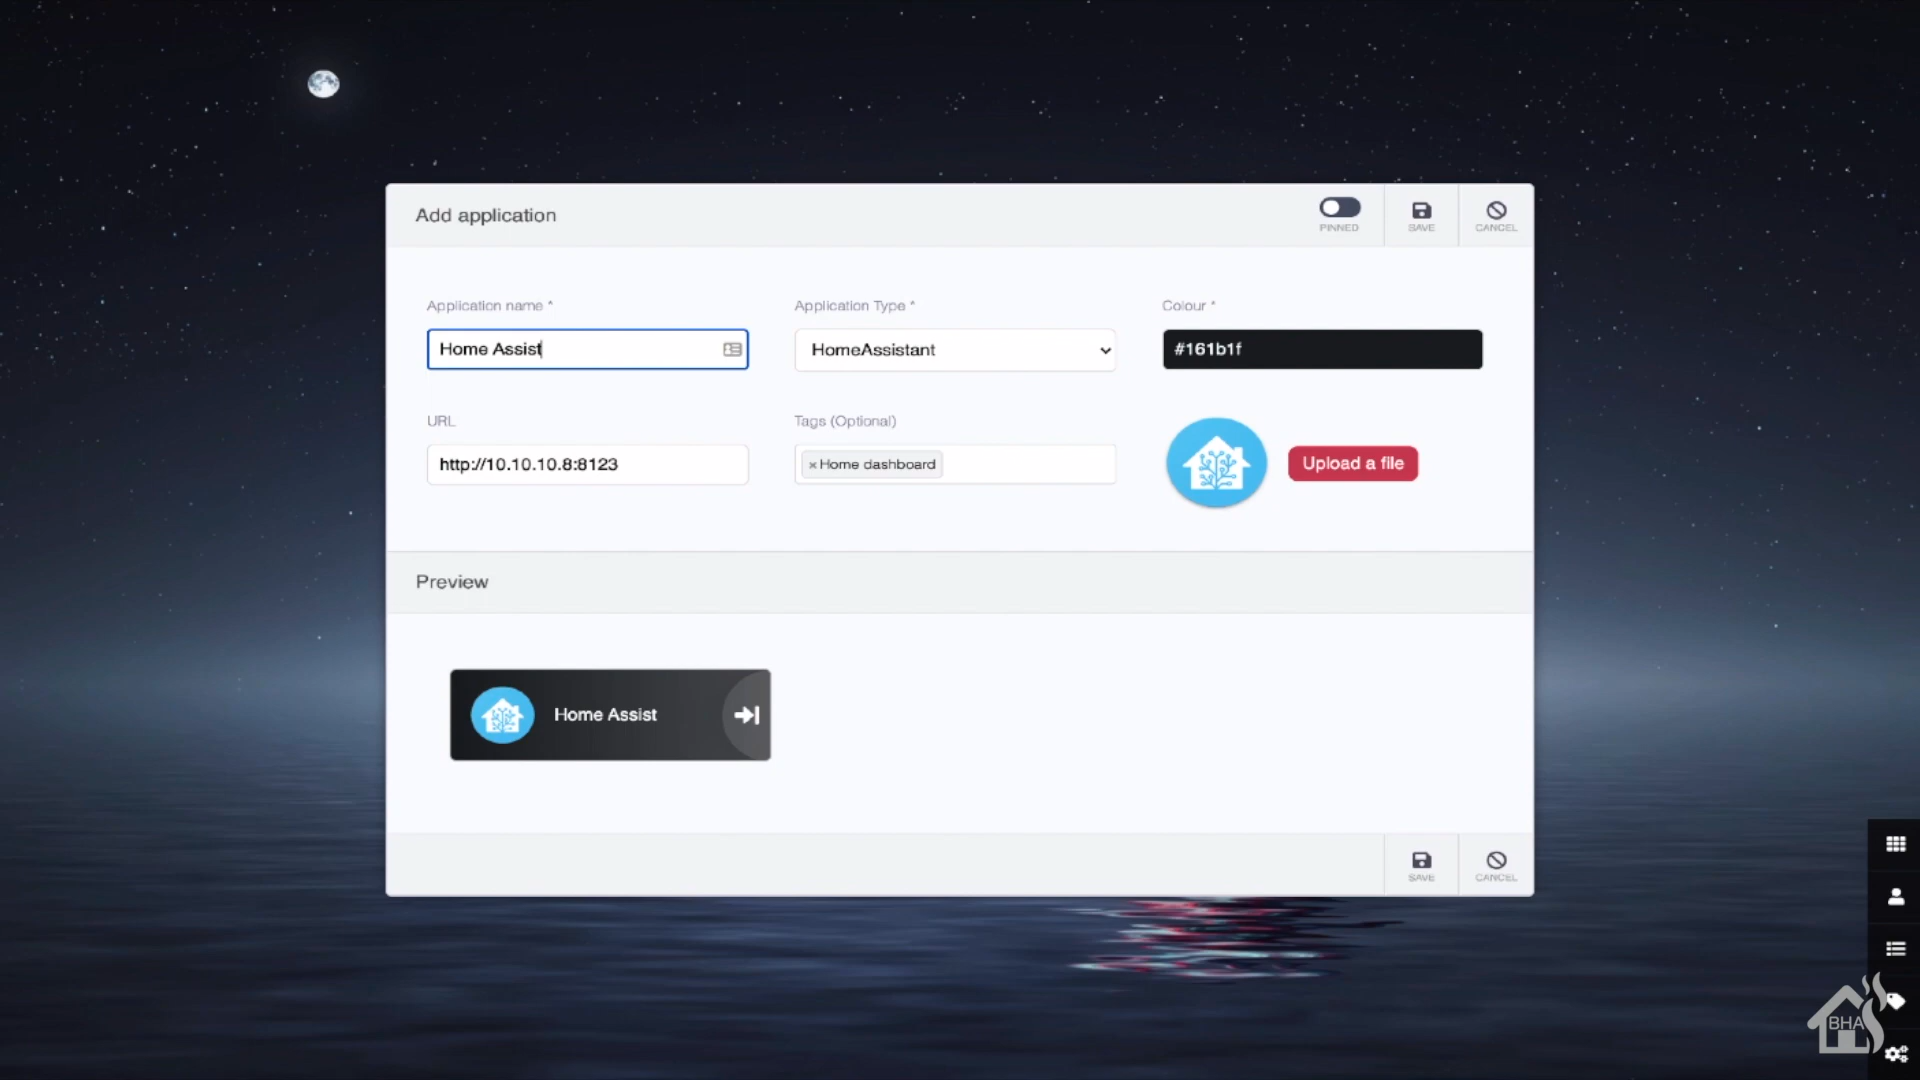 Add application
PINNED
SAVE
CANCEL
Application name *
Application Type *
Colour *
Home Assist
HomeAssistant
#161b1f
URL
Tags (Optional)
http://10.10.10.8:8123
×Home dashboard
Upload a file
Preview
Home Assist
SAVE
CANCEL
BHA